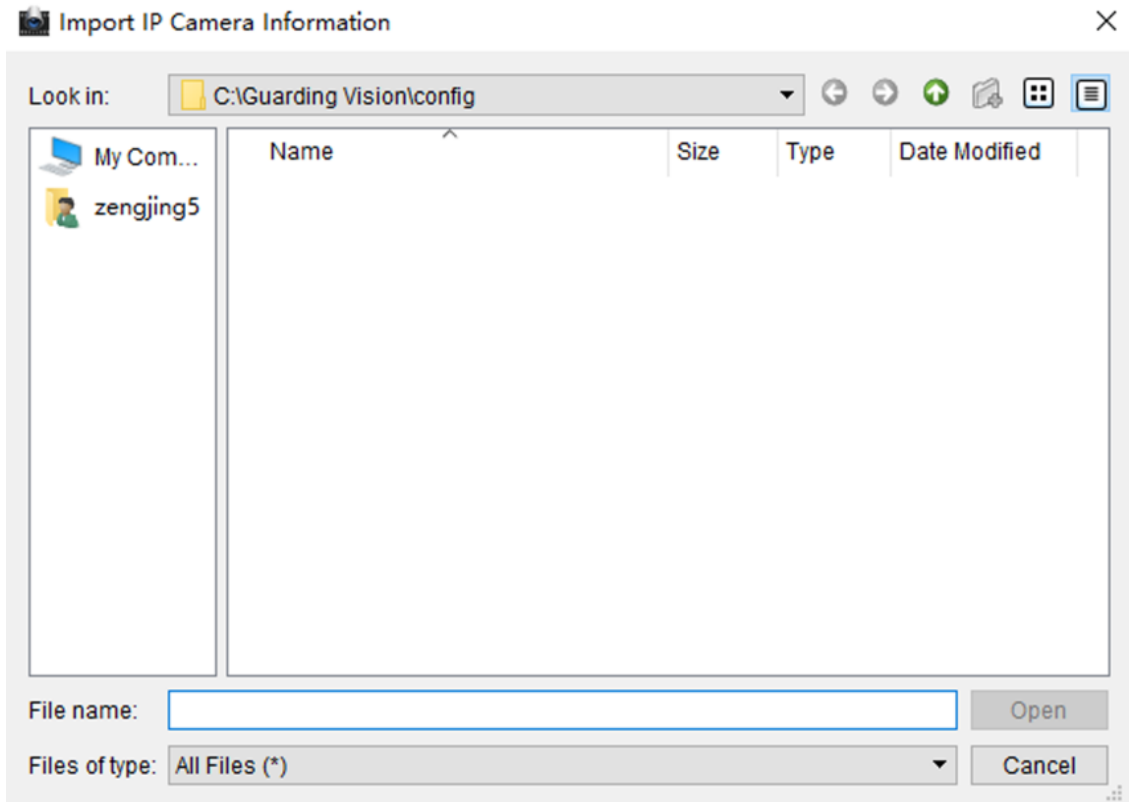 Import IP Camera Information
Look in: C:\Guarding Vision\config
My Com...
zengjing5
Name Size Type Date Modified
File name: Open
Files of type: All Files (*) Cancel